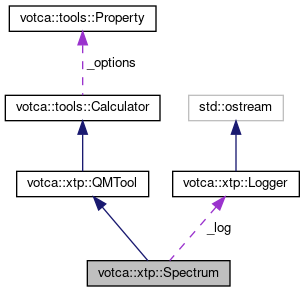 votca::tools::Property
_options
votca::tools::Calculator
std::ostream
votca::xtp::QMTool
votca::xtp::Logger
_log
votca::xtp::Spectrum